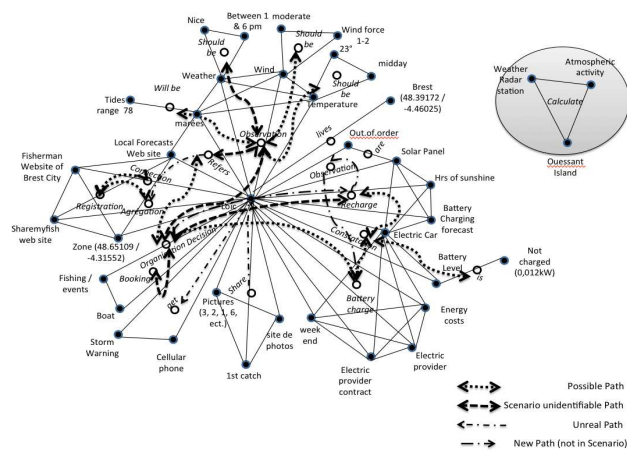 Nice
Between 1
& 6 pm
moderate
Wind force
1-2
Should
be
Should
be
23°
Weather
Wind
midday
Should
be
Will be
Temperature
Tides
range 78
marées
Brest
(48.39172 /
-4.46025)
Weather
Radar
station
Atmospheric
activity
Calculate
Ouessant
Island
Observation
lives
Out.of.order
are
Local Forecasts
Web site
Refers
Solar Panel
Fisherman
Website of
Brest City
Connection
Observation
Hrs of sunshine
Registration
Agregation
Loic
Recharge
Battery
Charging
forecast
Sharemyfish
web site
Zone (48.65109 /
-4.31552)
Organisation
Decision
Electric Car
Booking
Battery
Level
Not
charged
(0,012kW)
is
Fishing /
events
get
Share
Battery
charge
Boat
Pictures
(3, 2, 1, 6,
ect.)
site de
photos
week
end
Energy
costs
Storm
Warning
Cellular
phone
1st catch
Electric
provider
contract
Electric
provider
Possible Path
Scenario unidentifiable Path
Unreal Path
New Path (not in Scenario)